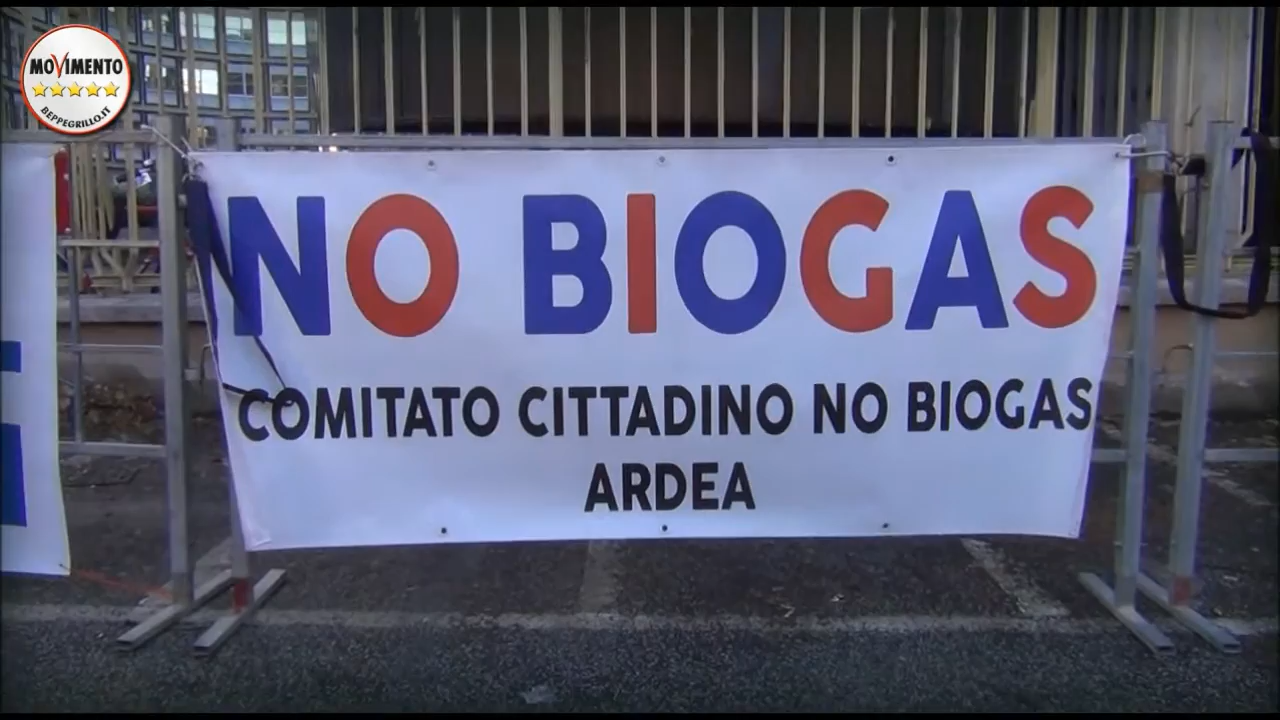 MOVIMENTO
BEPPEGRILLO.IT
NO BIOGAS
COMITATO CITTADINO NO BIOGAS
ARDEA